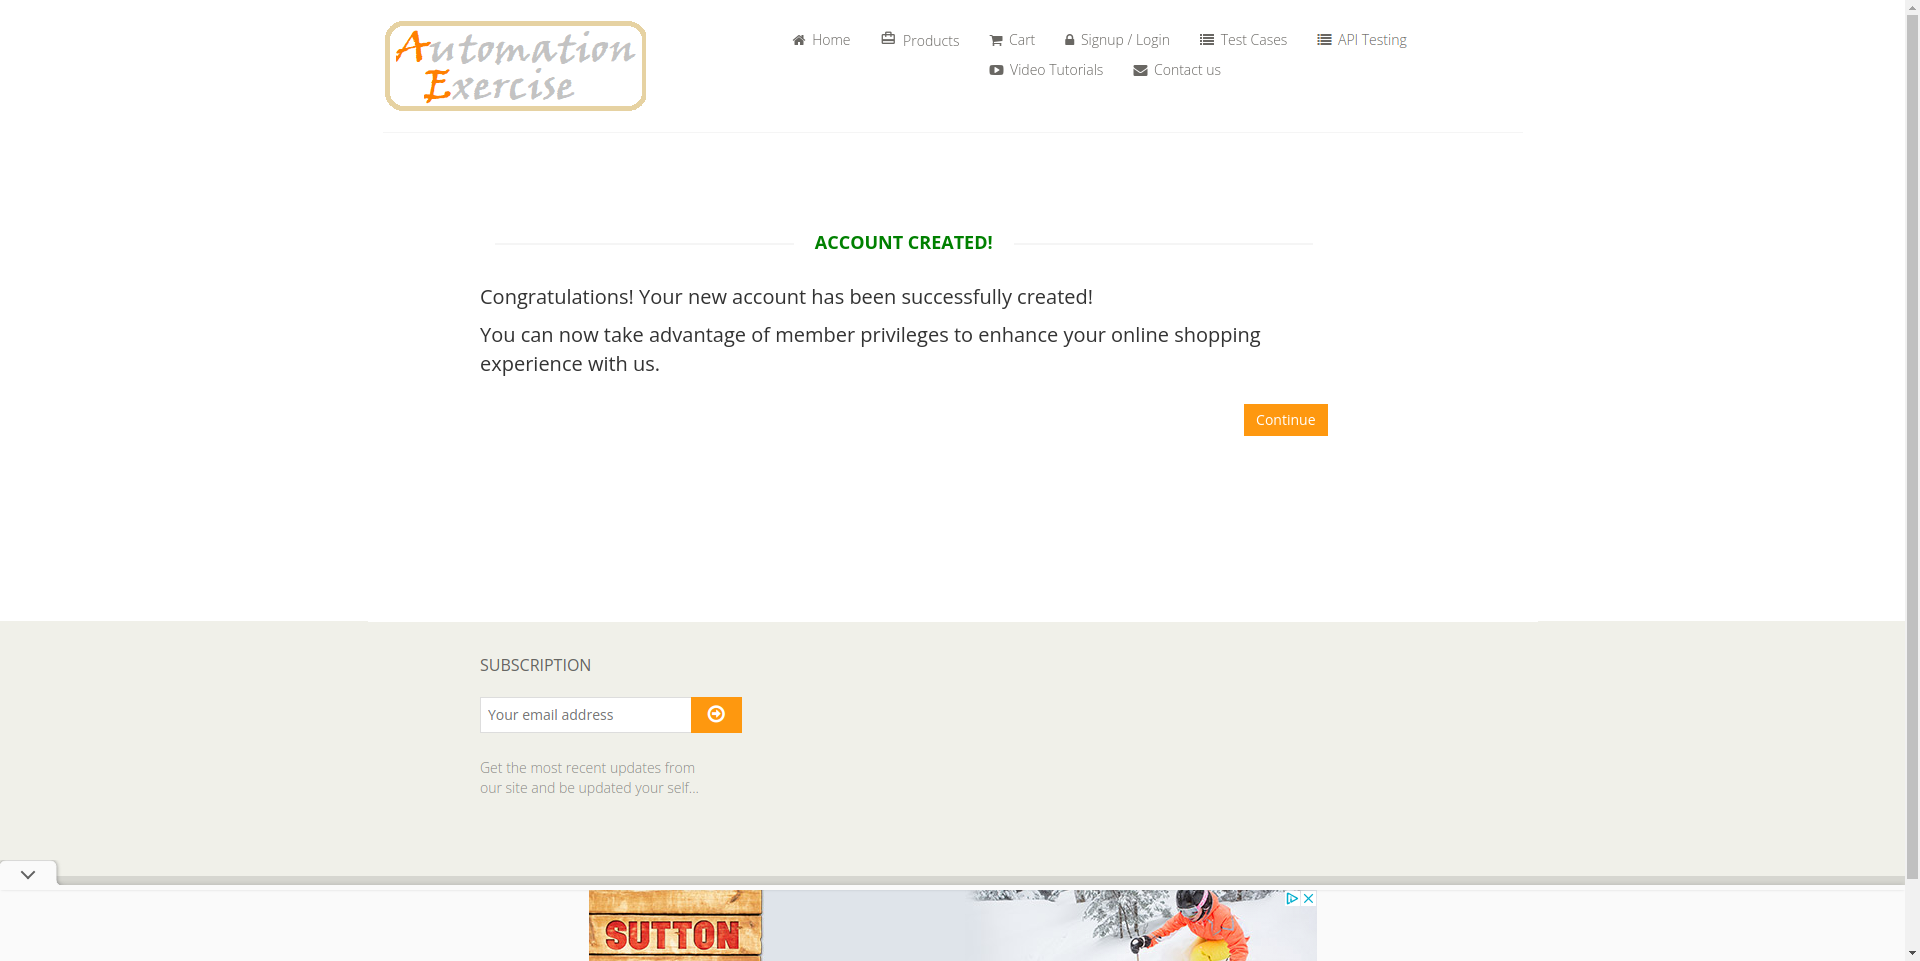 Automation
Exercise
Home
Products
Cart
Signup / Login
Test Cases
API Testing
Video Tutorials
Contact us
ACCOUNT CREATED!
Congratulations! Your new account has been successfully created!
You can now take advantage of member privileges to enhance your online shopping
experience with us.
Continue
SUBSCRIPTION
Your email address
Get the most recent updates from
our site and be updated your self...
SUTTON